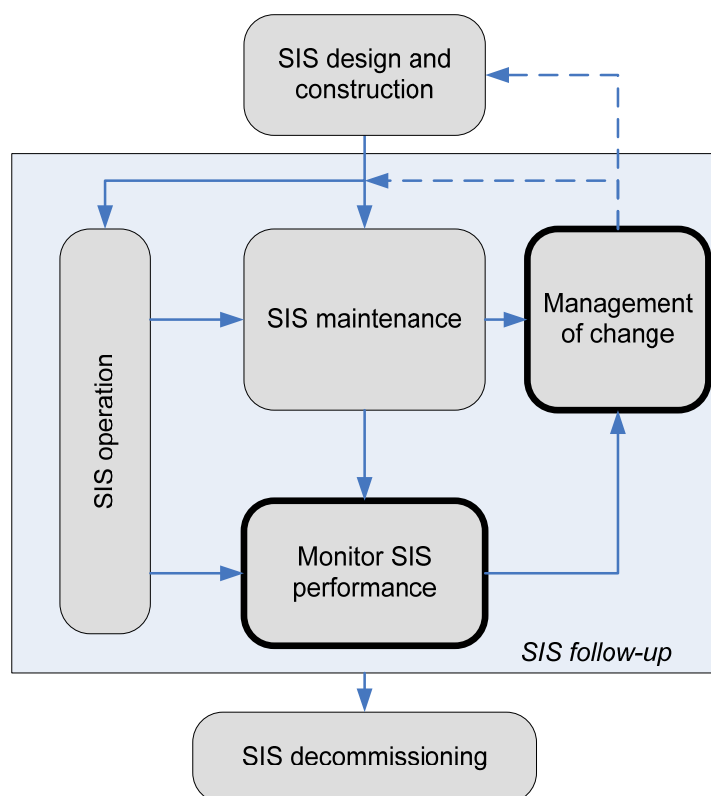 SIS design and
construction
SIS maintenance
Management
of change
SIS operation
Monitor SIS
performance
SIS follow-up
SIS decommissioning